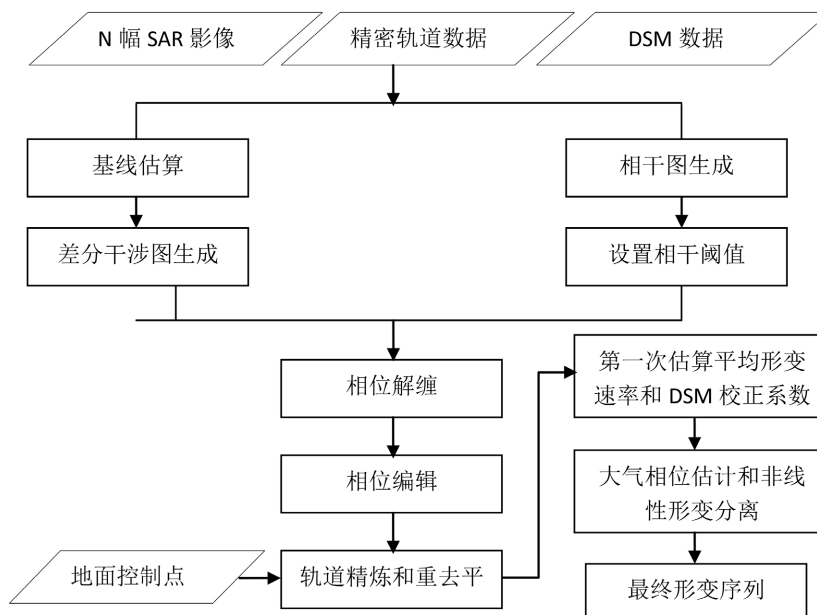 N 幅 SAR 影像
精密轨道数据
DSM 数据
基线估算
相干图生成
差分干涉图生成
设置相干阈值
相位解缠
第一次估算平均形变
速率和 DSM 校正系数
相位编辑
大气相位估计和非线
性形变分离
地面控制点
轨道精炼和重去平
最终形变序列